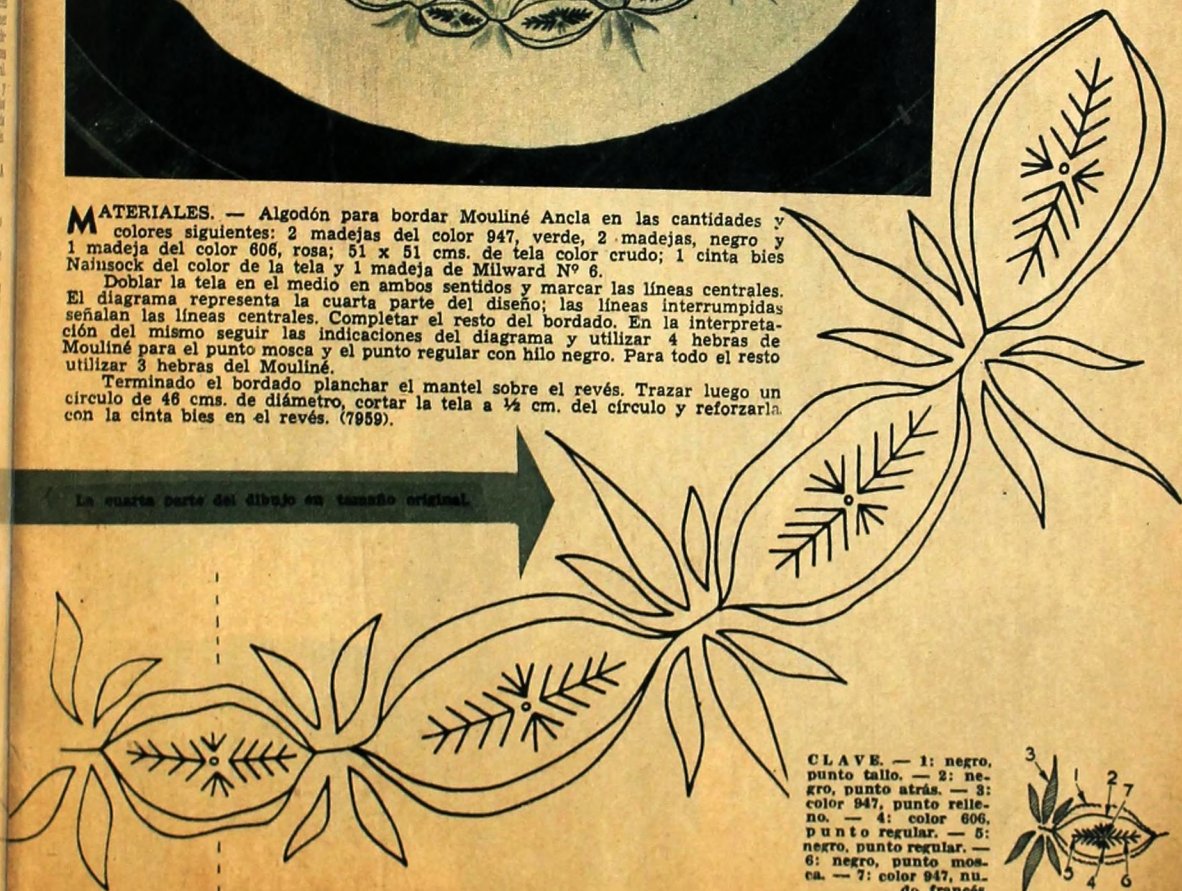 MATERIALES. — Algodón para bordar Mouliné Ancla en las cantidades y
colores siguientes: 2 madejas del color 947, verde, 2 madejas, negro y
1 madeja del color 606, rosa; 51 x 51 cms. de tela color crudo; 1 cinta bies
Nainsock del color de la tela y 1 madeja de Milward Nº 6.
Doblar la tela en el medio en ambos sentidos y marcar las líneas centrales.
El diagrama representa la cuarta parte del diseño; las líneas interrumpidas
señalan las líneas centrales. Completar el resto del bordado. En la interpreta-
ción del mismo seguir las indicaciones del diagrama y utilizar 4 hebras de
Mouliné para el punto mosca y el punto regular con hilo negro. Para todo el resto
utilizar 3 hebras del Mouliné.
Terminado el bordado planchar el mantel sobre el revés. Trazar luego un
círculo de 46 cms. de diámetro, cortar la tela a ½ cm. del círculo y reforzarla
con la cinta bies en el revés. (7959).
La cuarta parte del dibujo en tamaño original.
CLAVE. — 1: negro,
punto tallo. — 2: ne-
gro, punto atrás. — 3:
color 947, punto relle-
no. — 4: color 606,
punto regular. — 5:
negro, punto regular. —
6: negro, punto mos-
ca. — 7: color 947, nu-
do francés.
3
1
2
7
5
4
6